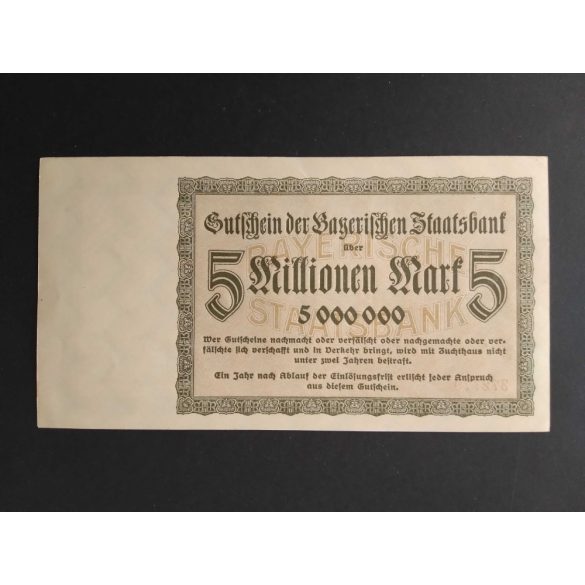 Gutschein der Bayerischen Staatsbank
über
BAYERISCHE
5 Millionen Mark 5
5 000 000
STAATSBANK
Wer Gutscheine nachmacht oder verfälscht oder nachgemachte oder ver-
fälschte sich verschafft und in Verkehr bringt, wird mit Zuchthaus nicht
unter zwei Jahren bestraft.
Ein Jahr nach Ablauf der Einlösungsfrist erlischt jeder Anspruch
aus diesem Gutschein.